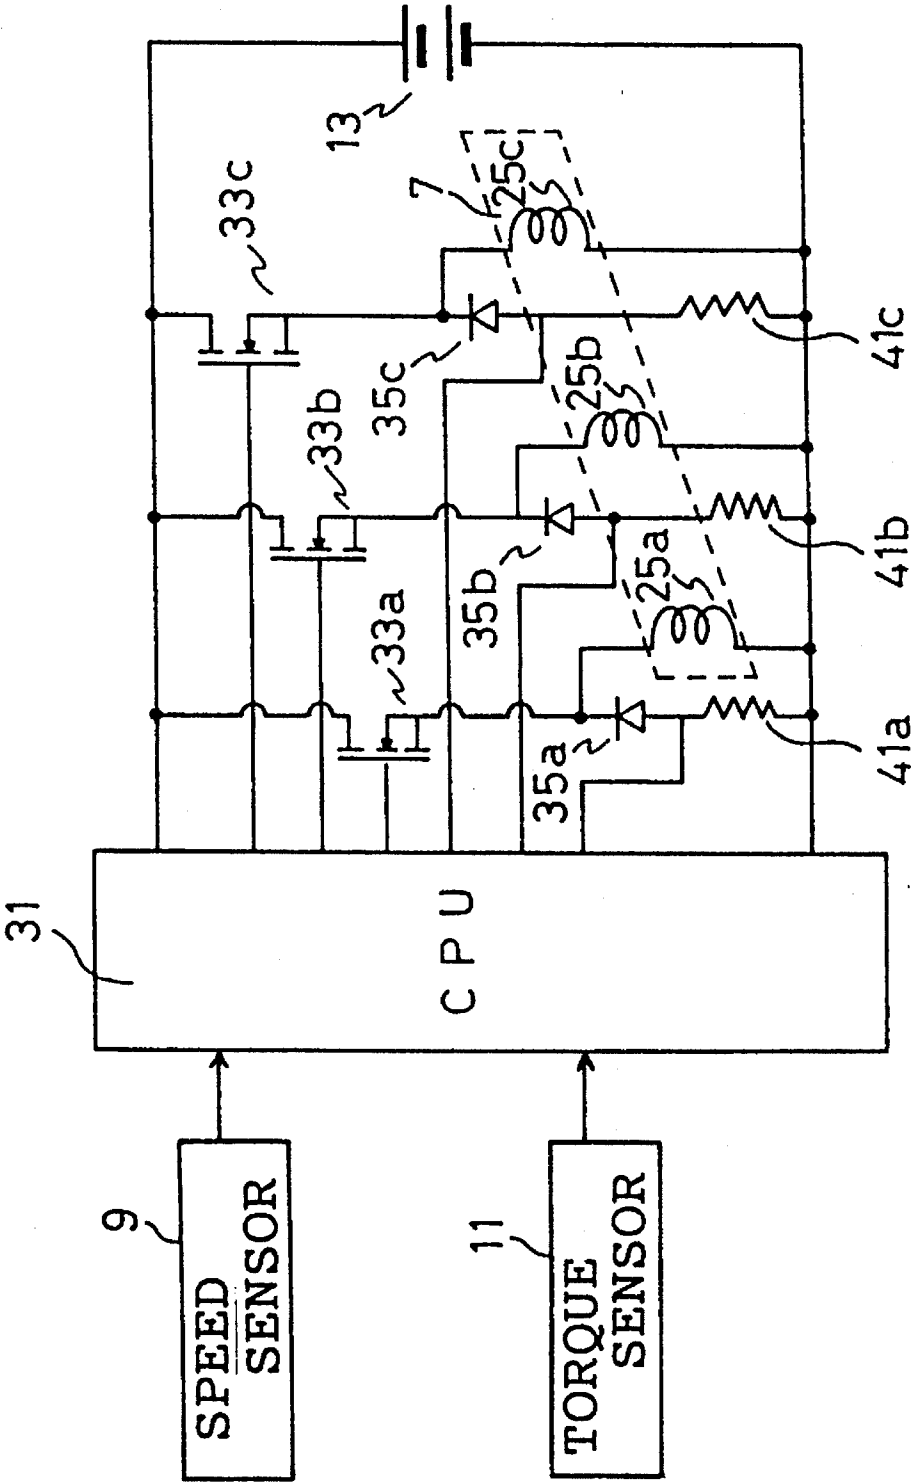 9
SPEED
SENSOR
11
TORQUE
SENSOR
31
CPU
33a
33b
33c
13
35a
35b
35c
7
25a
25b
25c
41a
41b
41c